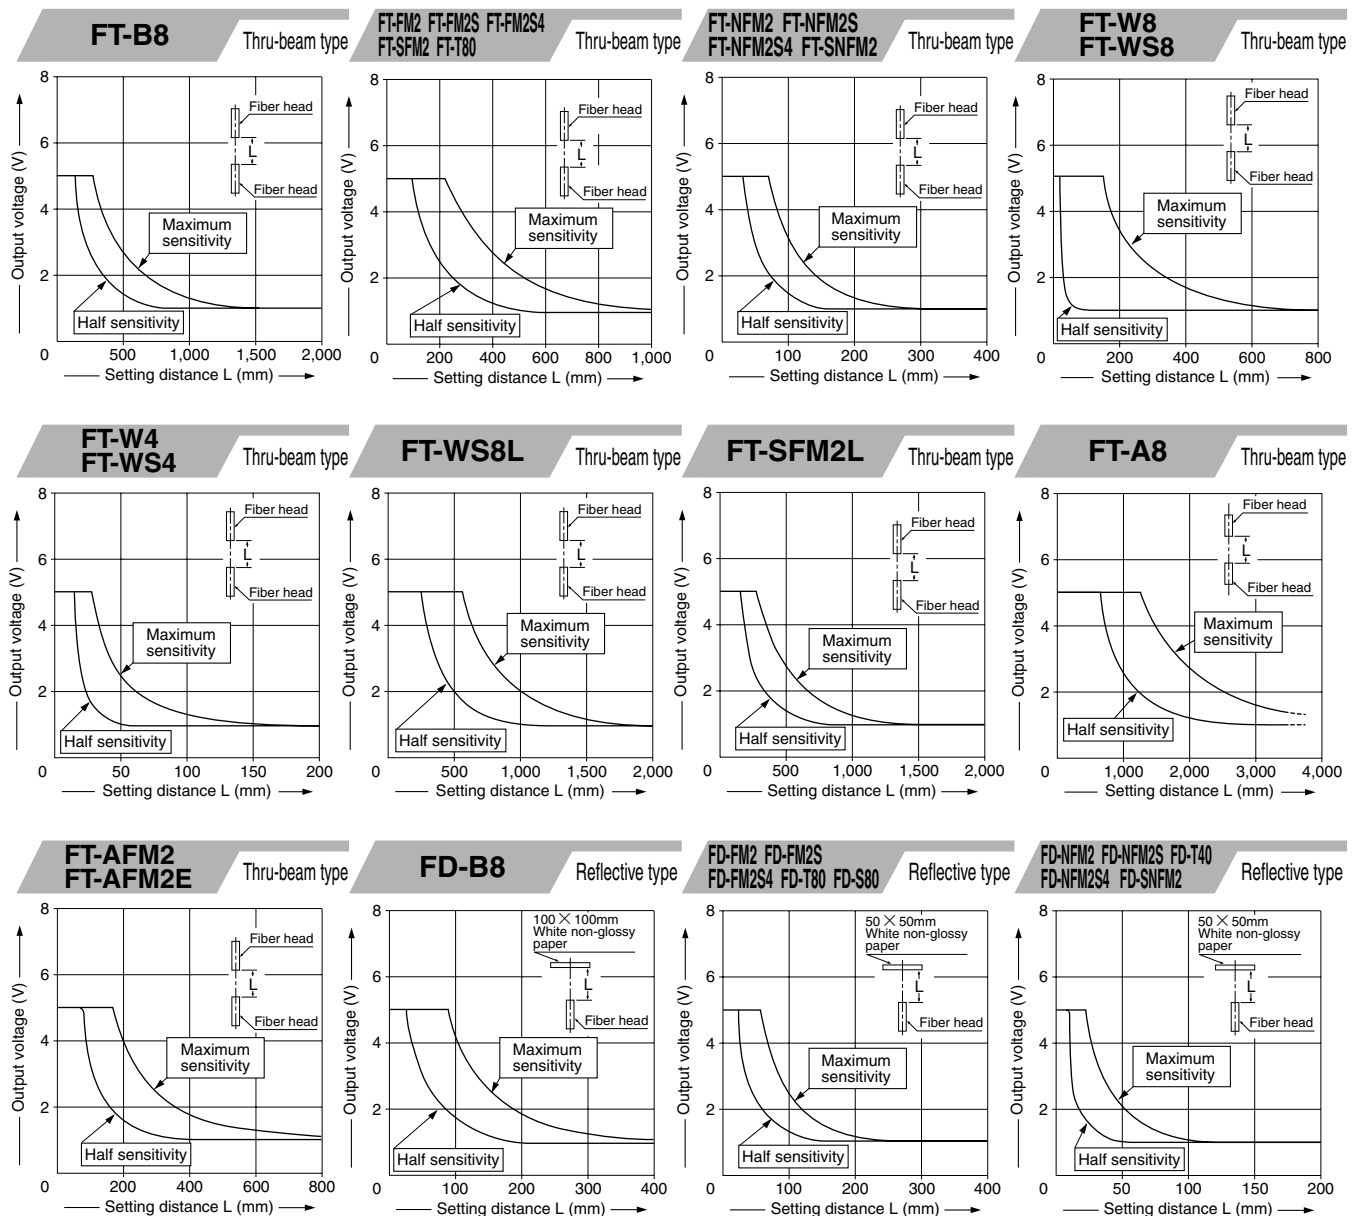 FT-B8
Thru-beam type
8
6
4
2
0
500
1,000
1,500
2,000
Output voltage (V)
Setting distance L (mm)
Fiber head
L
Fiber head
Maximum
sensitivity
Half sensitivity
FT-FM2 FT-FM2S FT-FM2S4
FT-SFM2 FT-T80
Thru-beam type
8
6
4
2
0
200
400
600
800
1,000
Output voltage (V)
Setting distance L (mm)
Fiber head
L
Fiber head
Maximum
sensitivity
Half sensitivity
FT-NFM2 FT-NFM2S
FT-NFM2S4 FT-SNFM2
Thru-beam type
8
6
4
2
0
100
200
300
400
Output voltage (V)
Setting distance L (mm)
Fiber head
L
Fiber head
Maximum
sensitivity
Half sensitivity
FT-W8
FT-WS8
Thru-beam type
8
6
4
2
0
200
400
600
800
Output voltage (V)
Setting distance L (mm)
Fiber head
L
Fiber head
Maximum
sensitivity
Half sensitivity
FT-W4
FT-WS4
Thru-beam type
8
6
4
2
0
50
100
150
200
Output voltage (V)
Setting distance L (mm)
Fiber head
L
Fiber head
Maximum
sensitivity
Half sensitivity
FT-WS8L
Thru-beam type
8
6
4
2
0
500
1,000
1,500
2,000
Output voltage (V)
Setting distance L (mm)
Fiber head
L
Fiber head
Maximum
sensitivity
Half sensitivity
FT-SFM2L
Thru-beam type
8
6
4
2
0
500
1,000
1,500
2,000
Output voltage (V)
Setting distance L (mm)
Fiber head
L
Fiber head
Maximum
sensitivity
Half sensitivity
FT-A8
Thru-beam type
8
6
4
2
0
1,000
2,000
3,000
4,000
Output voltage (V)
Setting distance L (mm)
Fiber head
L
Fiber head
Maximum
sensitivity
Half sensitivity
FT-AFM2
FT-AFM2E
Thru-beam type
8
6
4
2
0
200
400
600
800
Output voltage (V)
Setting distance L (mm)
Fiber head
L
Fiber head
Maximum
sensitivity
Half sensitivity
FD-B8
Reflective type
8
6
4
2
0
100
200
300
400
Output voltage (V)
Setting distance L (mm)
100 × 100mm
White non-glossy
paper
L
Fiber head
Maximum
sensitivity
Half sensitivity
FD-FM2 FD-FM2S
FD-FM2S4 FD-T80 FD-S80
Reflective type
8
6
4
2
0
100
200
300
400
Output voltage (V)
Setting distance L (mm)
50 × 50mm
White non-glossy
paper
L
Fiber head
Maximum
sensitivity
Half sensitivity
FD-NFM2 FD-NFM2S FD-T40
FD-NFM2S4 FD-SNFM2
Reflective type
8
6
4
2
0
50
100
150
200
Output voltage (V)
Setting distance L (mm)
50 × 50mm
White non-glossy
paper
L
Fiber head
Maximum
sensitivity
Half sensitivity